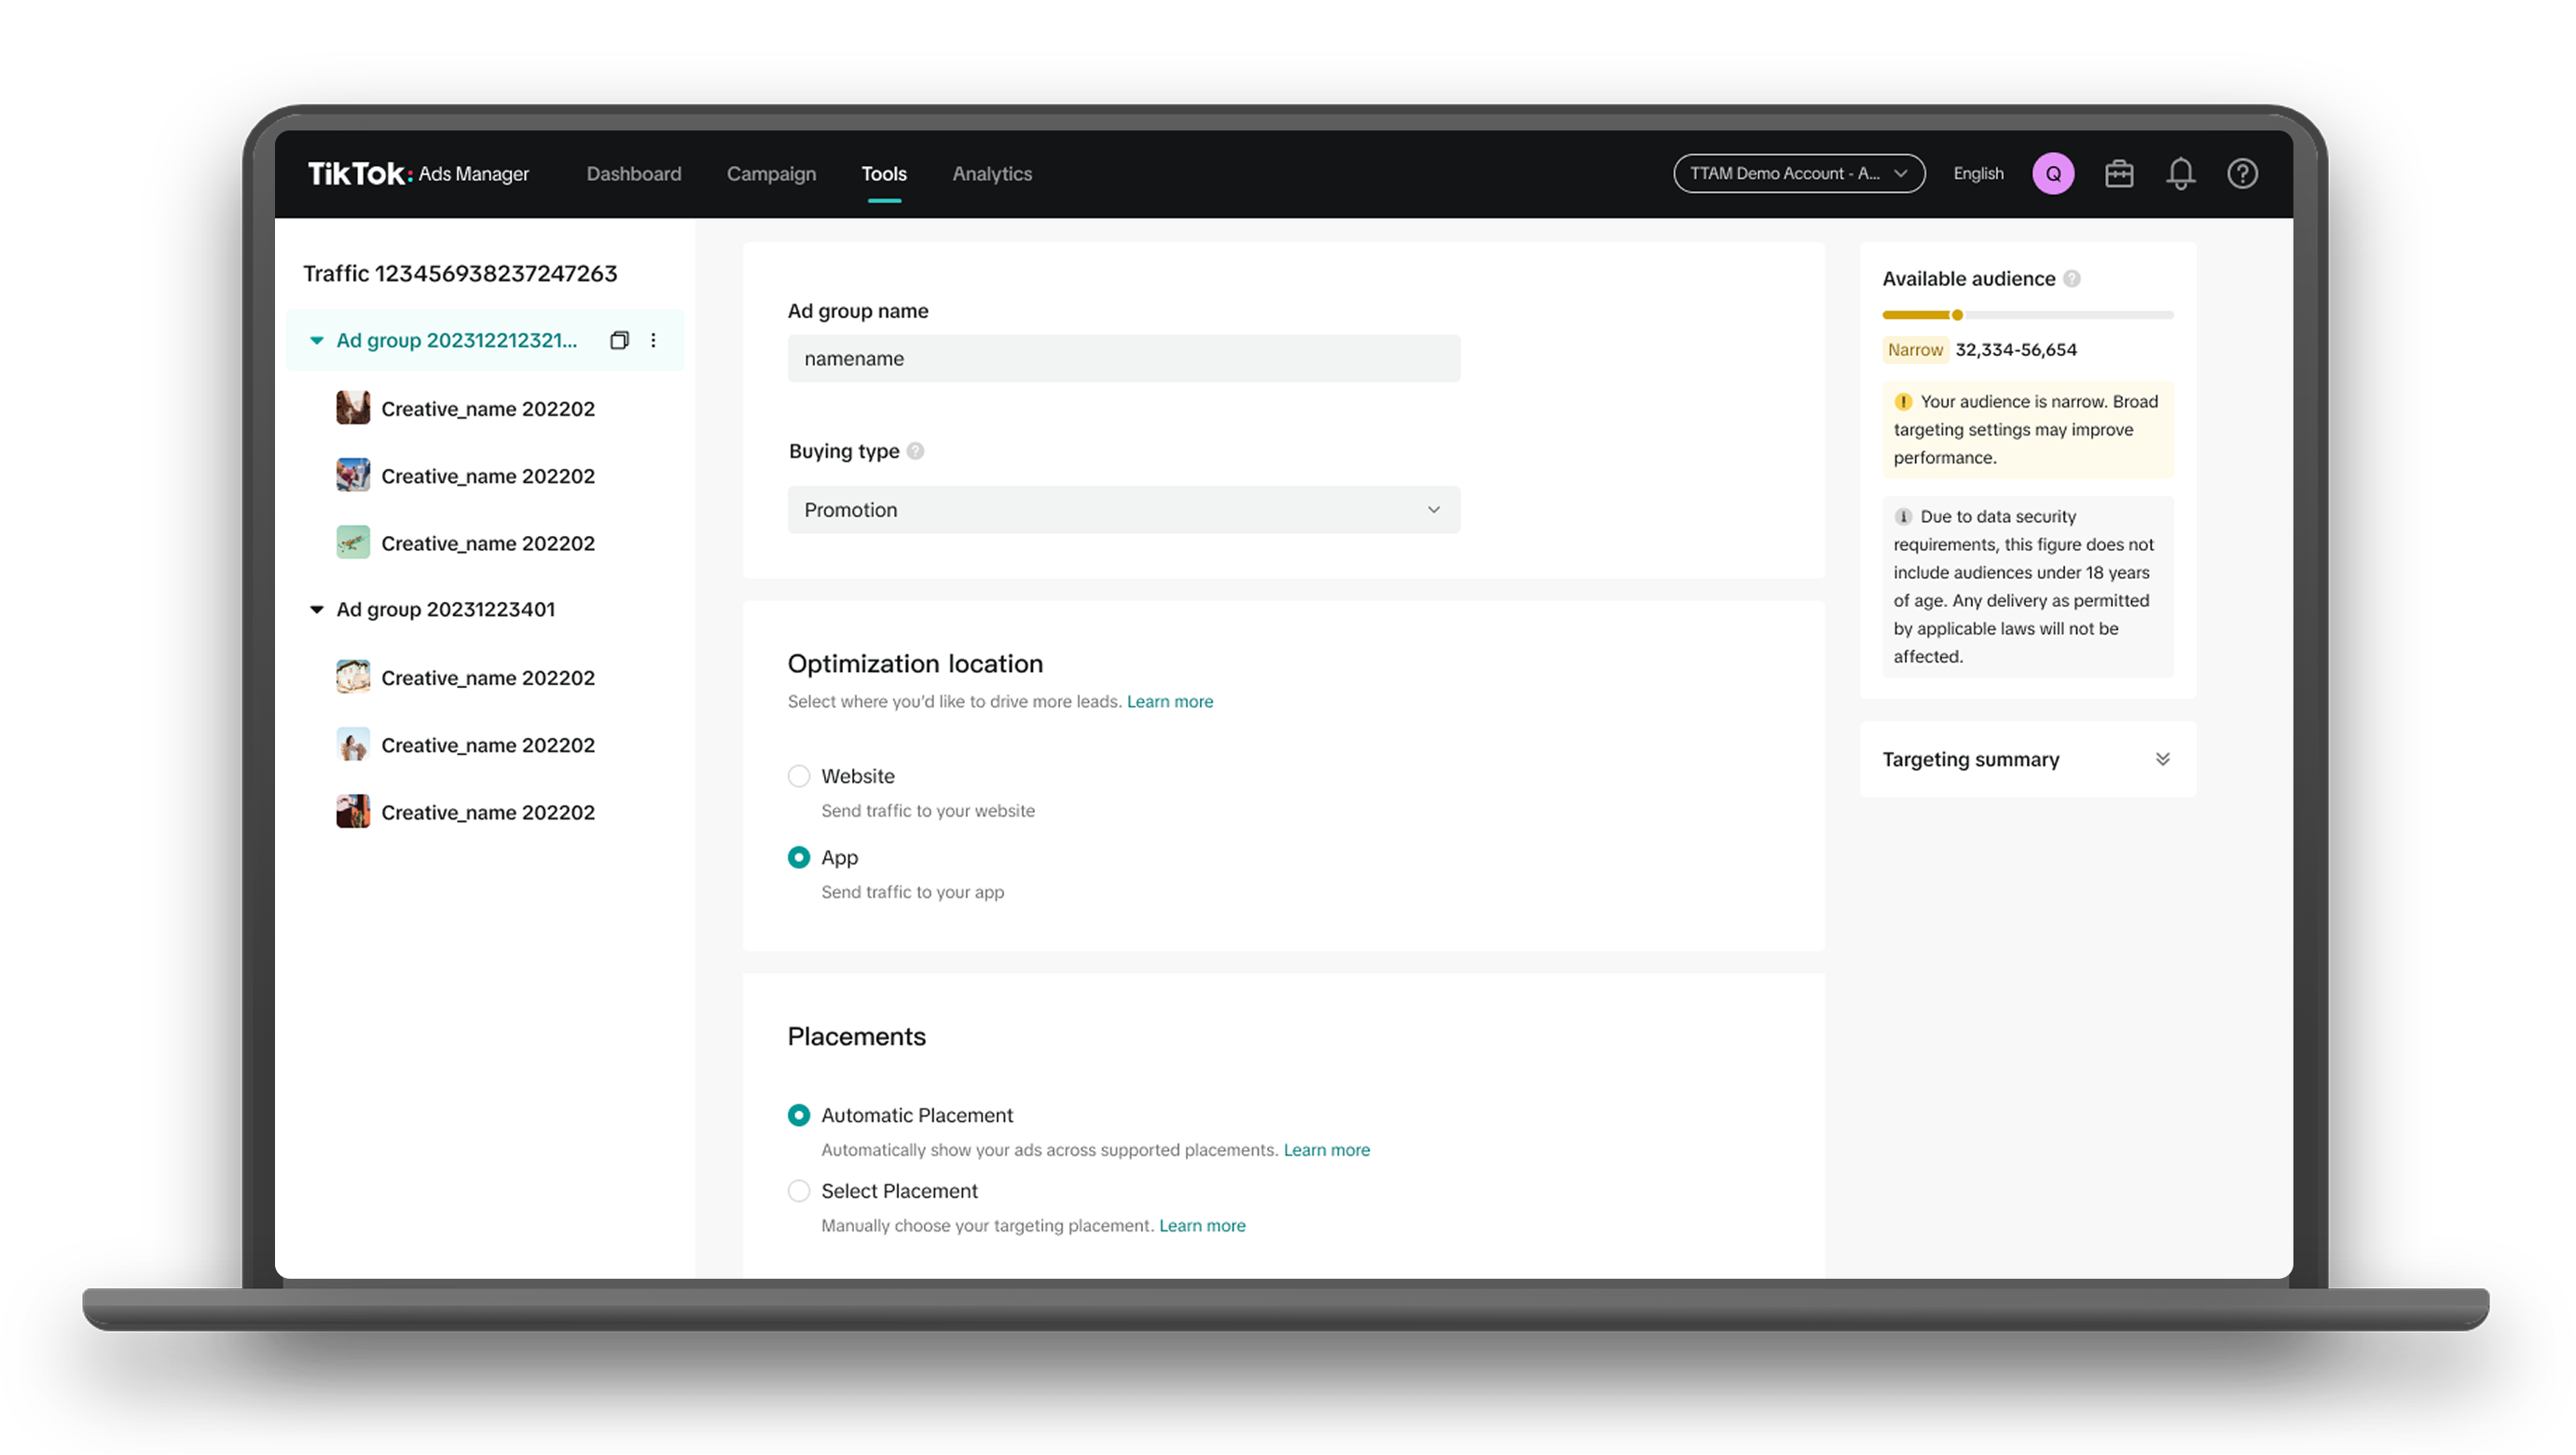 TikTok: Ads Manager
Dashboard
Campaign
Tools
Analytics
TTAM Demo Account - A...
English
Q
Traffic 123456938237247263
Ad group 202312212321...
Creative_name 202202
Creative_name 202202
Creative_name 202202
Ad group 20231223401
Creative_name 202202
Creative_name 202202
Creative_name 202202
Ad group name
namename
Buying type
Promotion
Optimization location
Select where you'd like to drive more leads. Learn more
Website
Send traffic to your website
App
Send traffic to your app
Placements
Automatic Placement
Automatically show your ads across supported placements. Learn more
Select Placement
Manually choose your targeting placement. Learn more
Available audience
Narrow 32,334-56,654
Your audience is narrow. Broad
targeting settings may improve
performance.
Due to data security
requirements, this figure does not
include audiences under 18 years
of age. Any delivery as permitted
by applicable laws will not be
affected.
Targeting summary